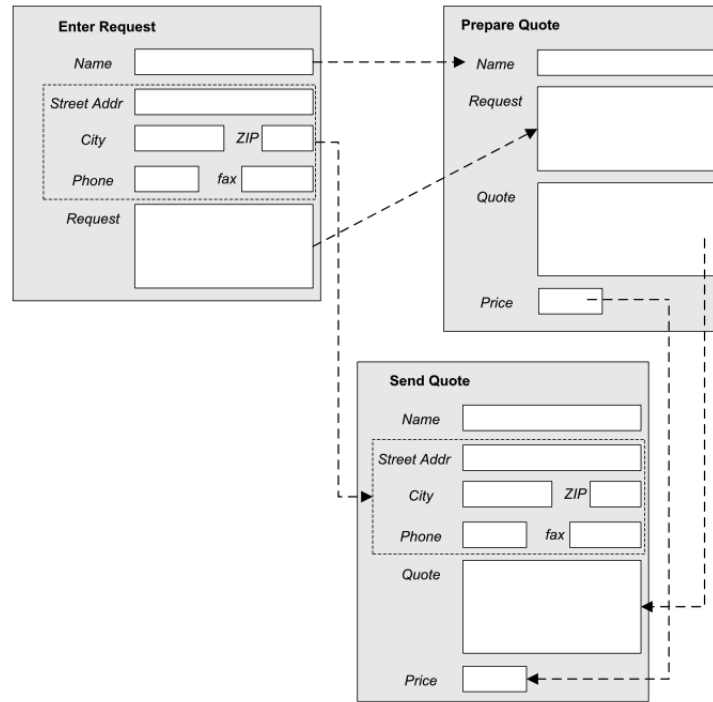 Enter Request
Name
Street Addr
City ZIP
Phone fax
Request
Prepare Quote
Name
Request
Quote
Price
Send Quote
Name
Street Addr
City ZIP
Phone fax
Quote
Price